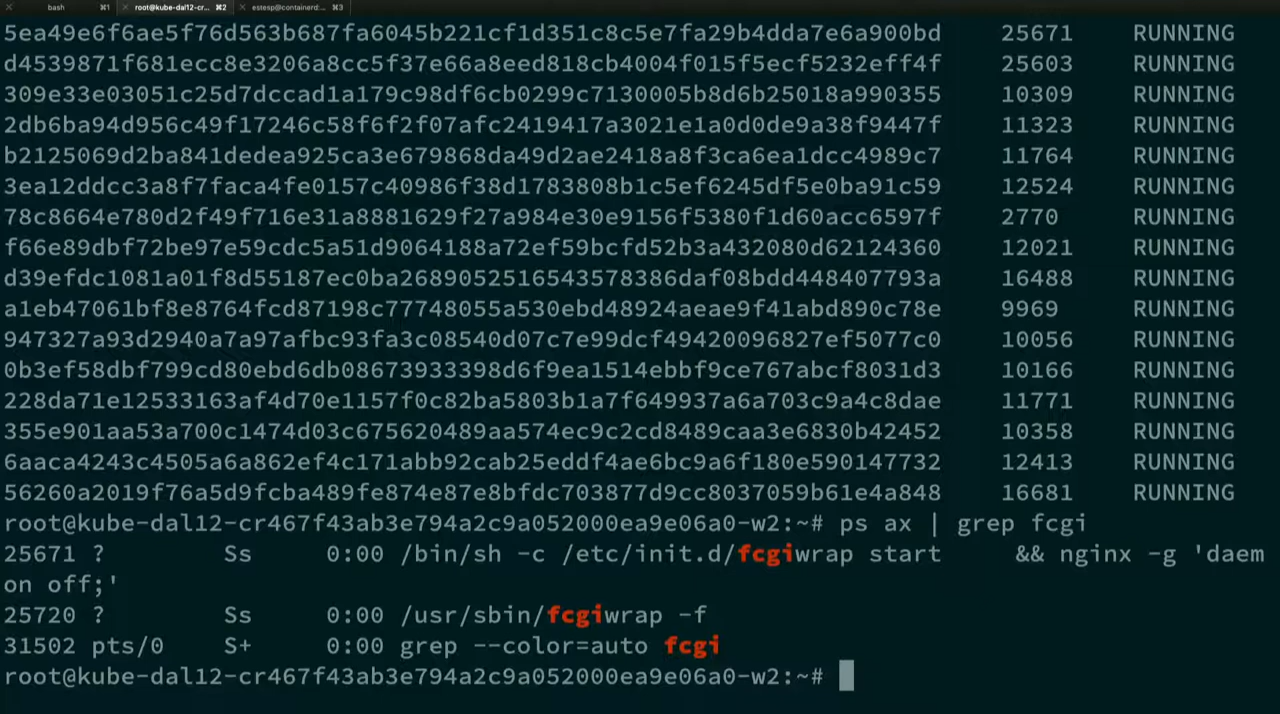 bash ⌘1 root@kube-dal12-cr... ⌘2 estesp@containerd:... ⌘3
5ea49e6f6ae5f76d563b687fa6045b221cf1d351c8c5e7fa29b4dda7e6a900bd 25671 RUNNING
d4539871f681ecc8e3206a8cc5f37e66a8eed818cb4004f015f5ecf5232eff4f 25603 RUNNING
309e33e03051c25d7dccad1a179c98df6cb0299c7130005b8d6b25018a990355 10309 RUNNING
2db6ba94d956c49f17246c58f6f2f07afc2419417a3021e1a0d0de9a38f9447f 11323 RUNNING
b2125069d2ba841dedea925ca3e679868da49d2ae2418a8f3ca6ea1dcc4989c7 11764 RUNNING
3ea12ddcc3a8f7faca4fe0157c40986f38d1783808b1c5ef6245df5e0ba91c59 12524 RUNNING
78c8664e780d2f49f716e31a8881629f27a984e30e9156f5380f1d60acc6597f 2770 RUNNING
f66e89dbf72be97e59cdc5a51d9064188a72ef59bcfd52b3a432080d62124360 12021 RUNNING
d39efdc1081a01f8d55187ec0ba2689052516543578386daf08bdd448407793a 16488 RUNNING
a1eb47061bf8e8764fcd87198c77748055a530ebd48924aeae9f41abd890c78e 9969 RUNNING
947327a93d2940a7a97afbc93fa3c08540d07c7e99dcf49420096827ef5077c0 10056 RUNNING
0b3ef58dbf799cd80ebd6db08673933398d6f9ea1514ebbf9ce767abcf8031d3 10166 RUNNING
228da71e12533163af4d70e1157f0c82ba5803b1a7f649937a6a703c9a4c8dae 11771 RUNNING
355e901aa53a700c1474d03c675620489aa574ec9c2cd8489caa3e6830b42452 10358 RUNNING
6aaca4243c4505a6a862ef4c171abb92cab25eddf4ae6bc9a6f180e590147732 12413 RUNNING
56260a2019f76a5d9fcba489fe874e87e8bfdc703877d9cc8037059b61e4a848 16681 RUNNING
root@kube-dal12-cr467f43ab3e794a2c9a052000ea9e06a0-w2:~# ps ax | grep fcgi
25671 ? Ss 0:00 /bin/sh -c /etc/init.d/fcgiwrap start && nginx -g 'daem
on off;'
25720 ? Ss 0:00 /usr/sbin/fcgiwrap -f
31502 pts/0 S+ 0:00 grep --color=auto fcgi
root@kube-dal12-cr467f43ab3e794a2c9a052000ea9e06a0-w2:~#